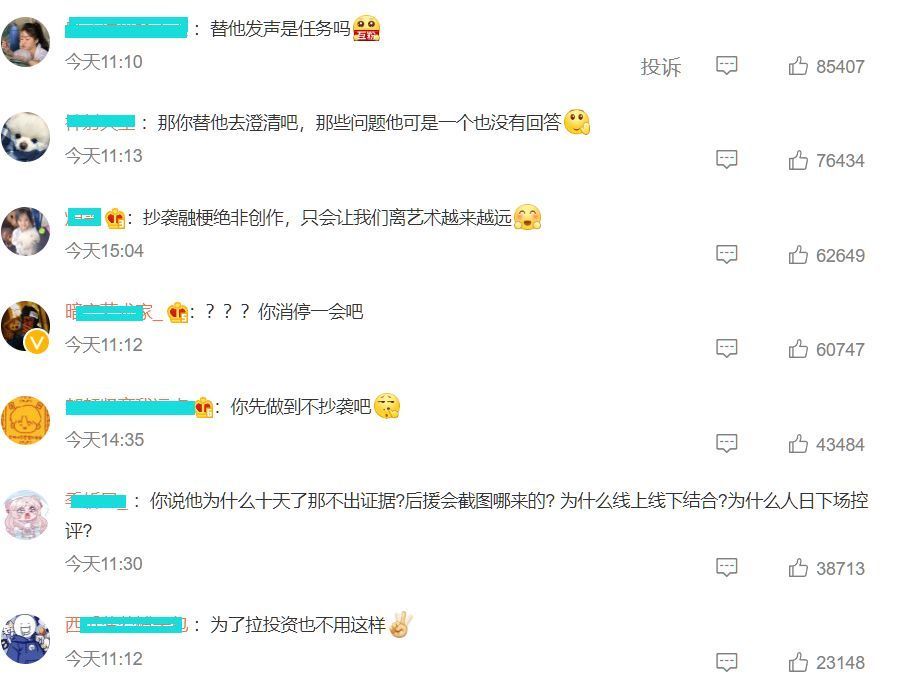 ：替他发声是任务吗
互粉
今天11:10
投诉 85407
：那你替他去澄清吧，那些问题他可是一个也没有回答
今天11:13
76434
：抄袭融梗绝非创作，只会让我们离艺术越来越远
今天15:04
62649
暗 家_：？？？你消停一会吧
今天11:12
60747
：你先做到不抄袭吧
今天14:35
43484
：你说他为什么十天了那不出证据?后援会截图哪来的? 为什么线上线下结合?为什么人日下场控
评?
今天11:30
38713
西 ：为了拉投资也不用这样
今天11:12
23148